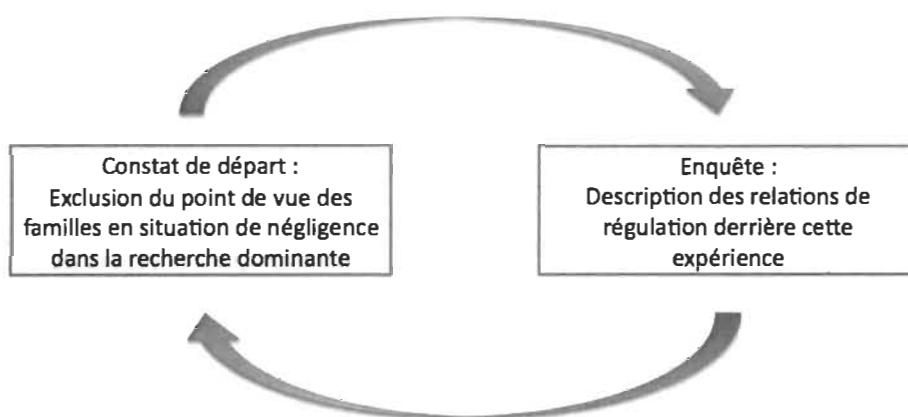 Constat de départ :
Exclusion du point de vue des
familles en situation de négligence
dans la recherche dominante
Enquête :
Description des relations de
régulation derrière cette
expérience